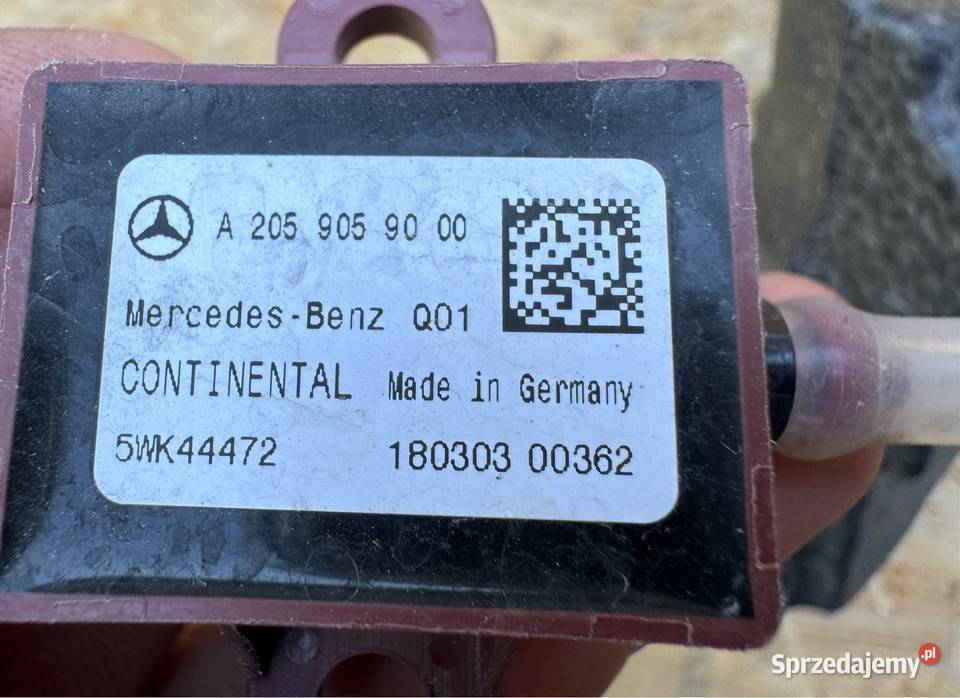 A 205 905 90 00
Mercedes-Benz Q01
CONTINENTAL Made in Germany
5WK44472 180303 00362
Sprzedajemy.pl